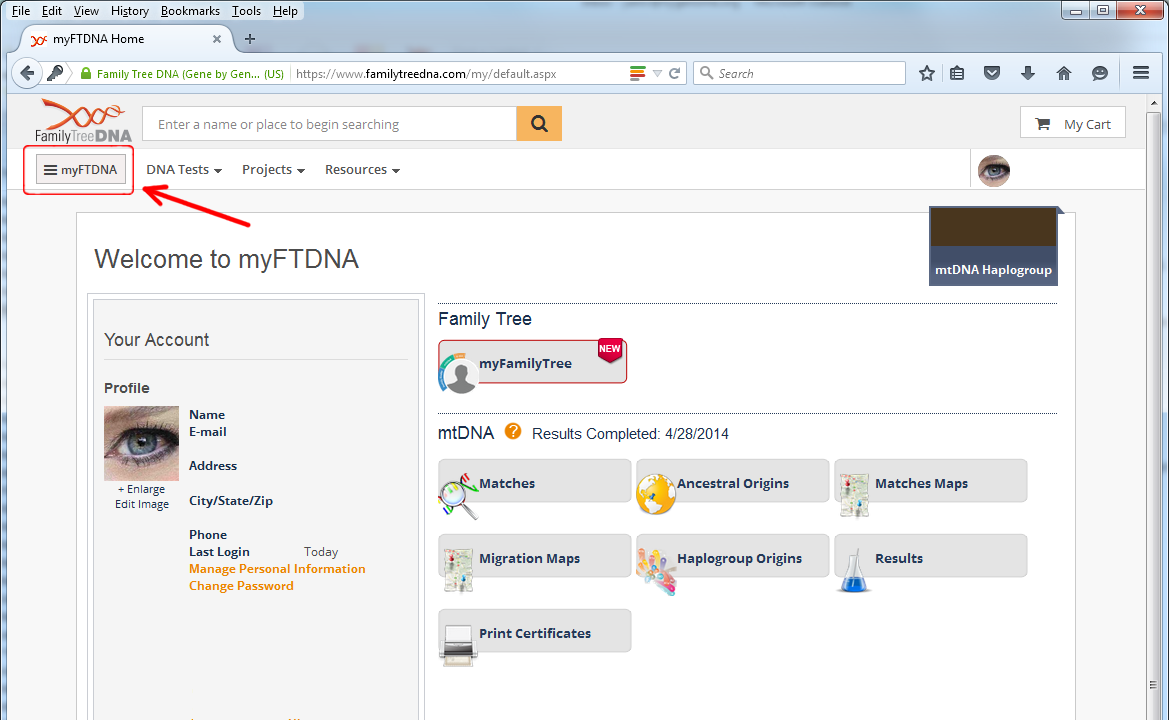 File Edit View History Bookmarks Tools Help
myFTDNA Home
Family Tree DNA (Gene by Gen... (US) https://www.familytreedna.com/my/default.aspx Search
FamilyTreeDNA
Enter a name or place to begin searching
My Cart
myFTDNA DNA Tests Projects Resources
mtDNA Haplogroup
Welcome to myFTDNA
Your Account
Profile
Name
E-mail
Address
City/State/Zip
Phone
Last Login Today
Manage Personal Information
Change Password
+ Enlarge
Edit Image
Family Tree
myFamilyTree NEW
mtDNA ? Results Completed: 4/28/2014
Matches Ancestral Origins Matches Maps
Migration Maps Haplogroup Origins Results
Print Certificates